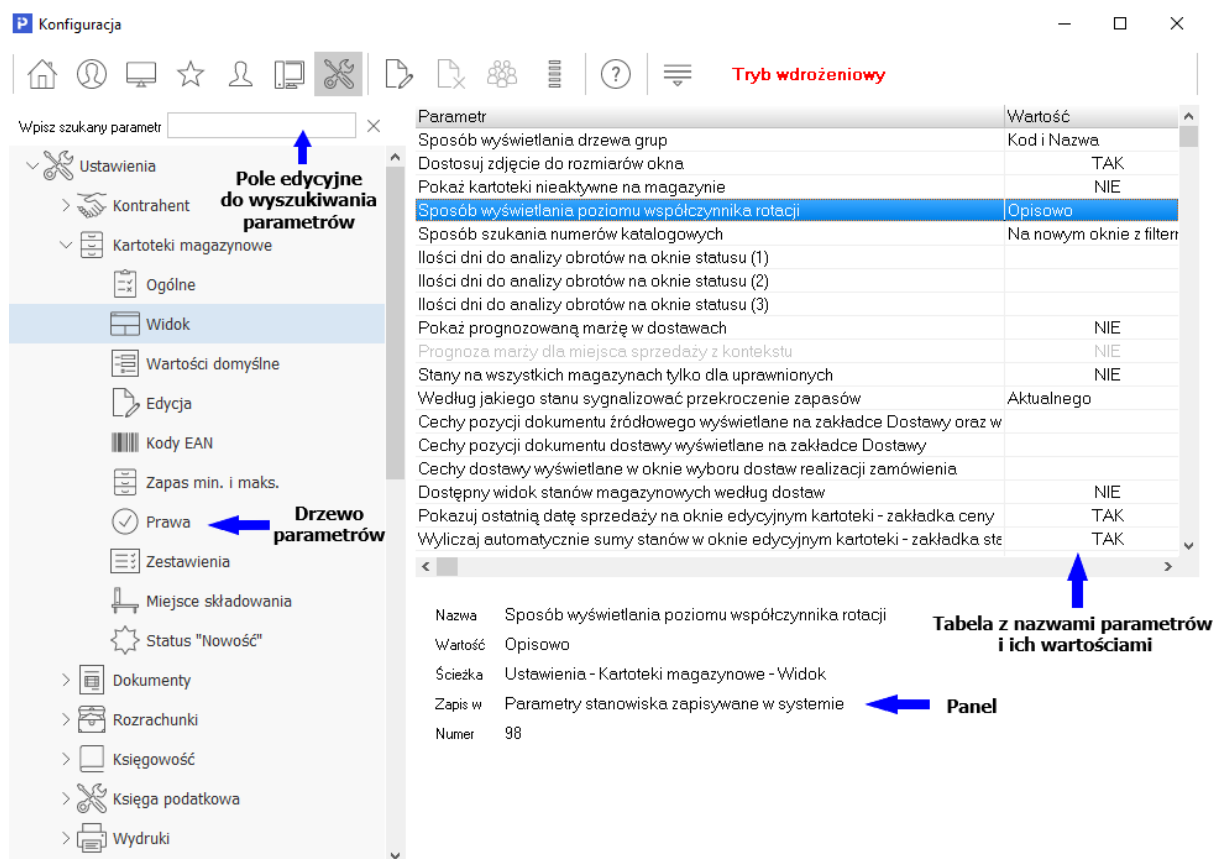 Konfiguracja
Tryb wdrożeniowy
Wpisz szukany parametr
Pole edycyjne
do wyszukiwania
parametrów
Ustawienia
Kontrahent
Kartoteki magazynowe
Ogólne
Widok
Wartości domyślne
Edycja
Kody EAN
Zapas min. i maks.
Prawa
Drzewo
parametrów
Zestawienia
Miejsce składowania
Status "Nowość"
Dokumenty
Rozrachunki
Księgowość
Księga podatkowa
Wydruki
Parametr Wartość
Sposób wyświetlania drzewa grup Kod i Nazwa
Dostosuj zdjęcie do rozmiarów okna TAK
Pokaż kartoteki nieaktywne na magazynie NIE
Sposób wyświetlania poziomu współczynnika rotacji Opisowo
Sposób szukania numerów katalogowych Na nowym oknie z filtern
Ilości dni do analizy obrotów na oknie statusu (1)
Ilości dni do analizy obrotów na oknie statusu (2)
Ilości dni do analizy obrotów na oknie statusu (3)
Pokaż prognozowaną marżę w dostawach NIE
Prognoza marży dla miejsca sprzedaży z kontekstu NIE
Stany na wszystkich magazynach tylko dla uprawnionych NIE
Według jakiego stanu sygnalizować przekroczenie zapasów Aktualnego
Cechy pozycji dokumentu źródłowego wyświetlane na zakładce Dostawy oraz w
Cechy pozycji dokumentu dostawy wyświetlane na zakładce Dostawy
Cechy dostawy wyświetlane w oknie wyboru dostaw realizacji zamówienia
Dostępny widok stanów magazynowych według dostaw NIE
Pokazuj ostatnią datę sprzedaży na oknie edycyjnym kartoteki - zakładka ceny TAK
Wyliczaj automatycznie sumy stanów w oknie edycyjnym kartoteki - zakładka sta TAK
Tabela z nazwami parametrów
i ich wartościami
Nazwa Sposób wyświetlania poziomu współczynnika rotacji
Wartość Opisowo
Ścieżka Ustawienia - Kartoteki magazynowe - Widok
Zapis w Parametry stanowiska zapisywane w systemie
Panel
Numer 98